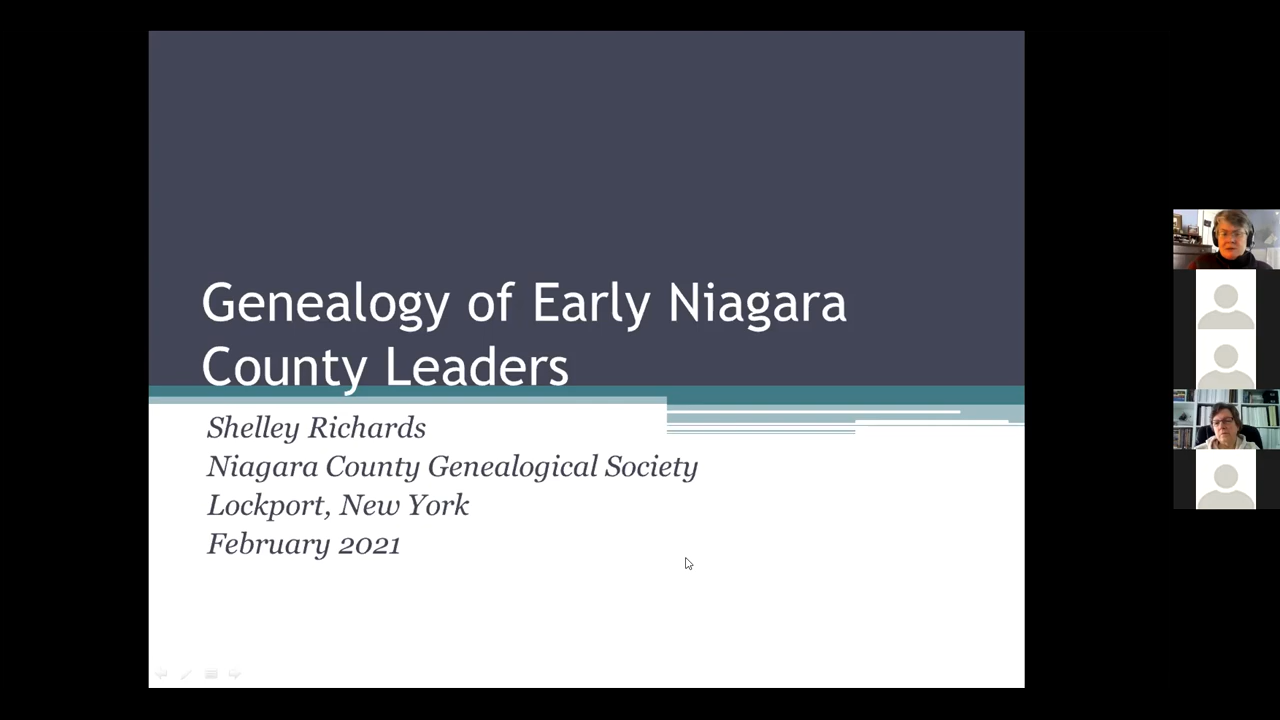 Genealogy of Early Niagara
County Leaders
Shelley Richards
Niagara County Genealogical Society
Lockport, New York
February 2021